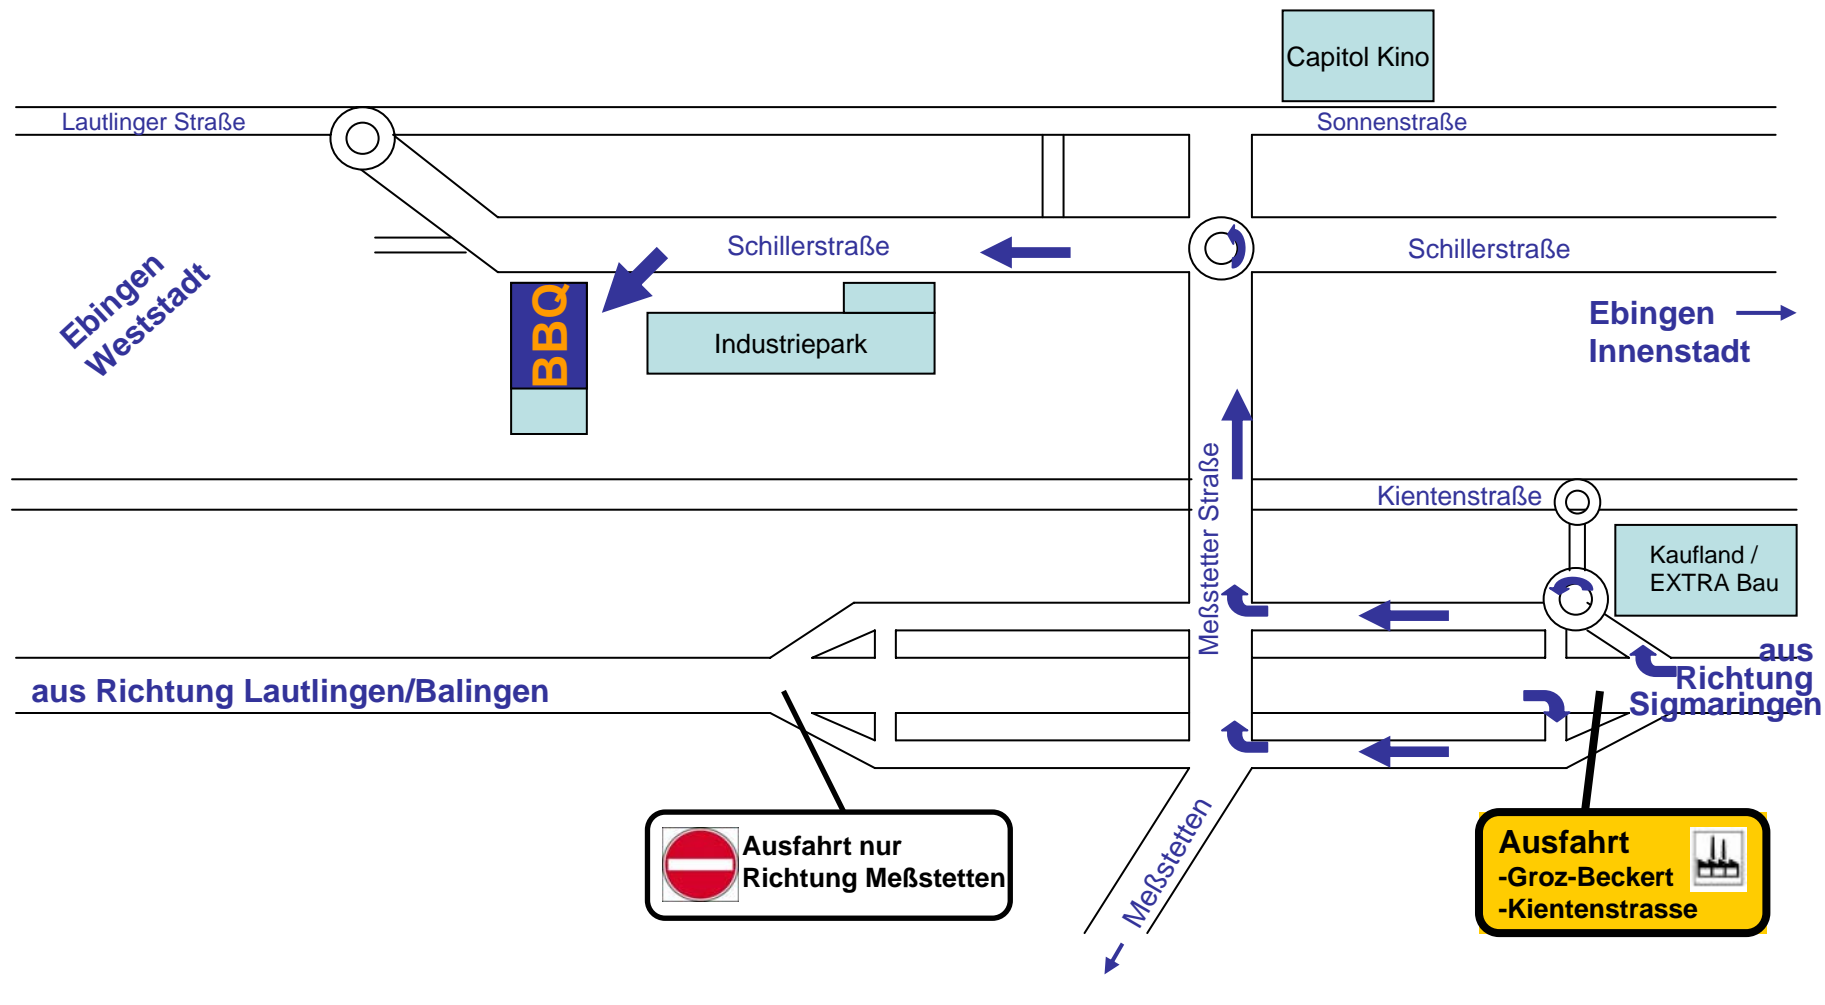 Capitol Kino
Lautlinger Straße
Sonnenstraße
Schillerstraße
Schillerstraße
Ebingen
Weststadt
BBQ
Industriepark
Ebingen
Innenstadt
Meßstetter Straße
Kientenstraße
Kaufland /
EXTRA Bau
aus Richtung Lautlingen/Balingen
aus
Richtung
Sigmaringen
Ausfahrt nur
Richtung Meßstetten
Meßstetten
Ausfahrt
-Groz-Beckert
-Kientenstrasse